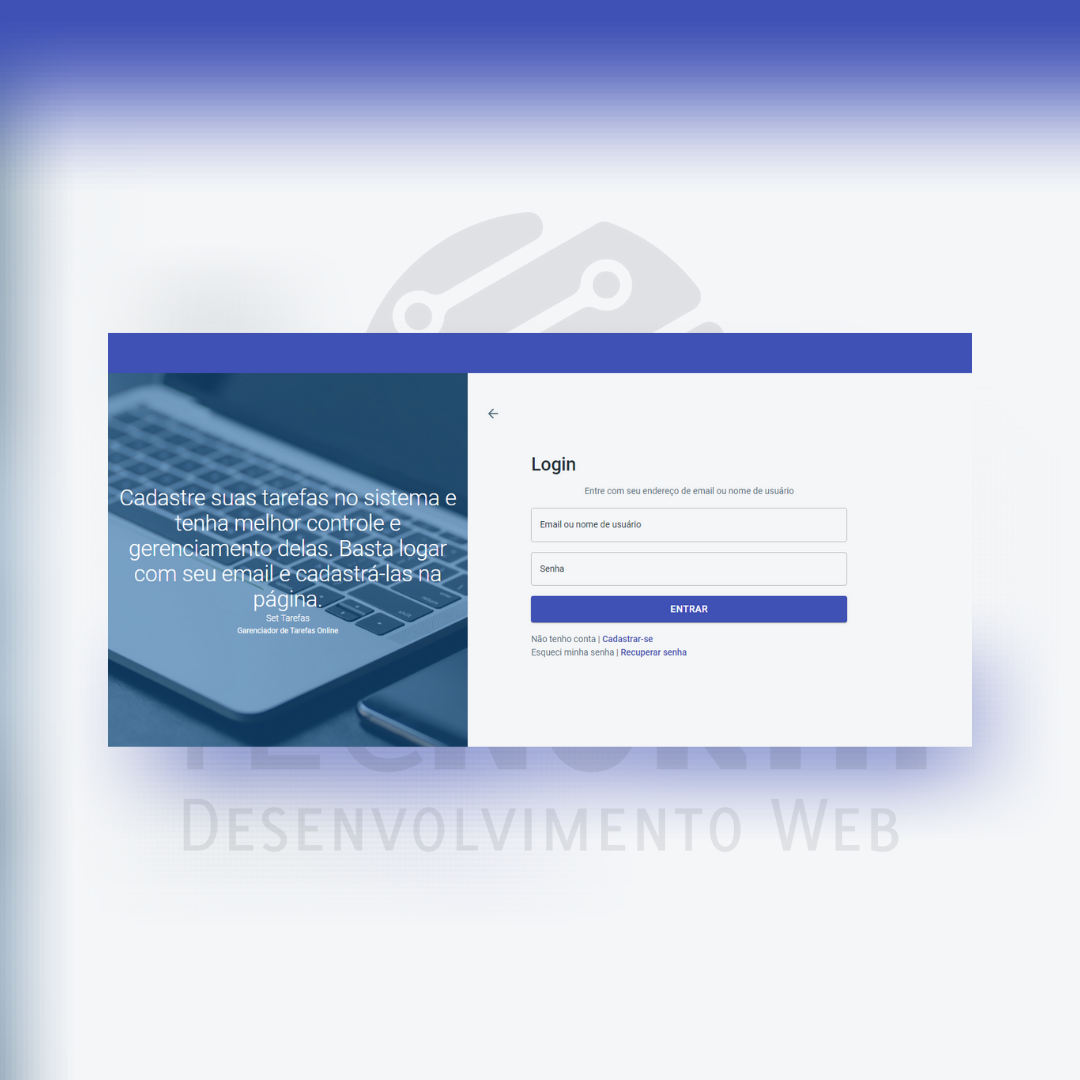 Cadastre suas tarefas no sistema e
tenha melhor controle e
gerenciamento delas. Basta logar
com seu email e cadastrá-las na
página.
Set Tarefas
Garenciador de Tarefas Online
Login
Entre com seu endereço de email ou nome de usuário
Email ou nome de usuário
Senha
ENTRAR
Não tenho conta | Cadastrar-se
Esqueci minha senha | Recuperar senha
Desenvolvimento Web